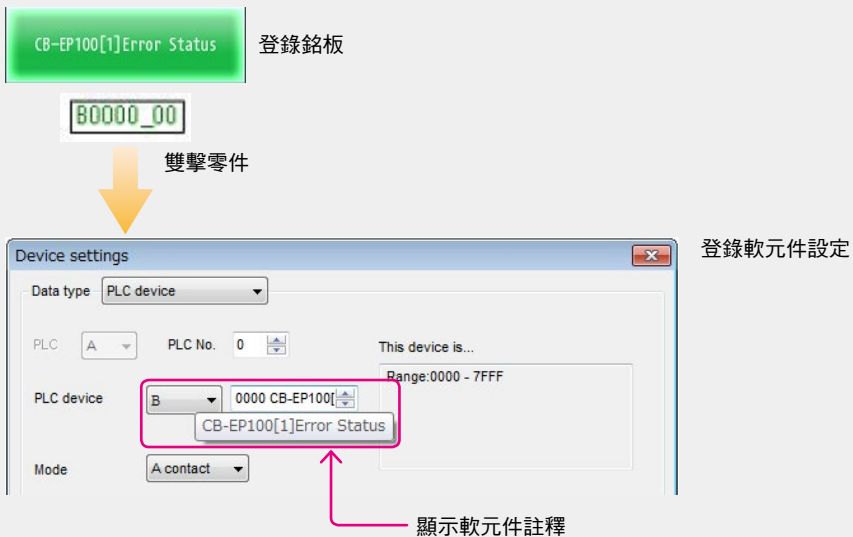 CB-EP100[1]Error Status
登錄銘板
B0000_00
雙擊零件
登錄軟元件設定
Device settings
Data type PLC device
PLC A PLC No. 0
This device is...
Range:0000 - 7FFF
PLC device B 0000 CB-EP100[
CB-EP100[1]Error Status
Mode A contact
顯示軟元件註釋